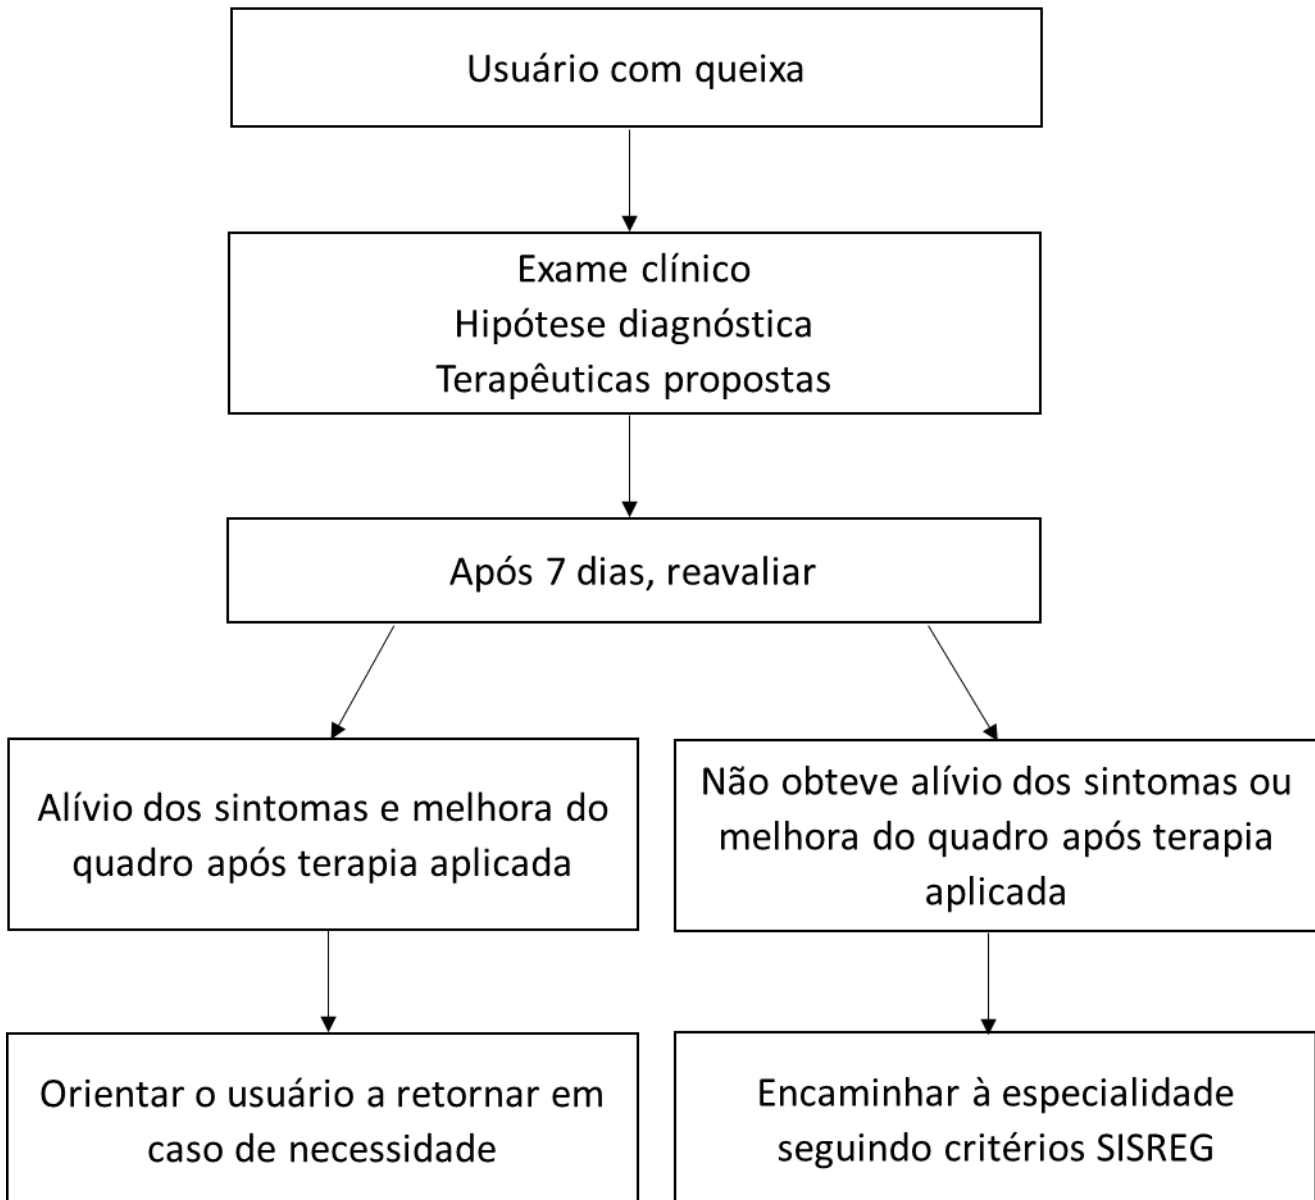 Usuário com queixa
Exame clínico
Hipótese diagnóstica
Terapêuticas propostas
Após 7 dias, reavaliar
Alívio dos sintomas e melhora do
quadro após terapia aplicada
Não obteve alívio dos sintomas ou
melhora do quadro após terapia
aplicada
Orientar o usuário a retornar em
caso de necessidade
Encaminhar à especialidade
seguindo critérios SISREG